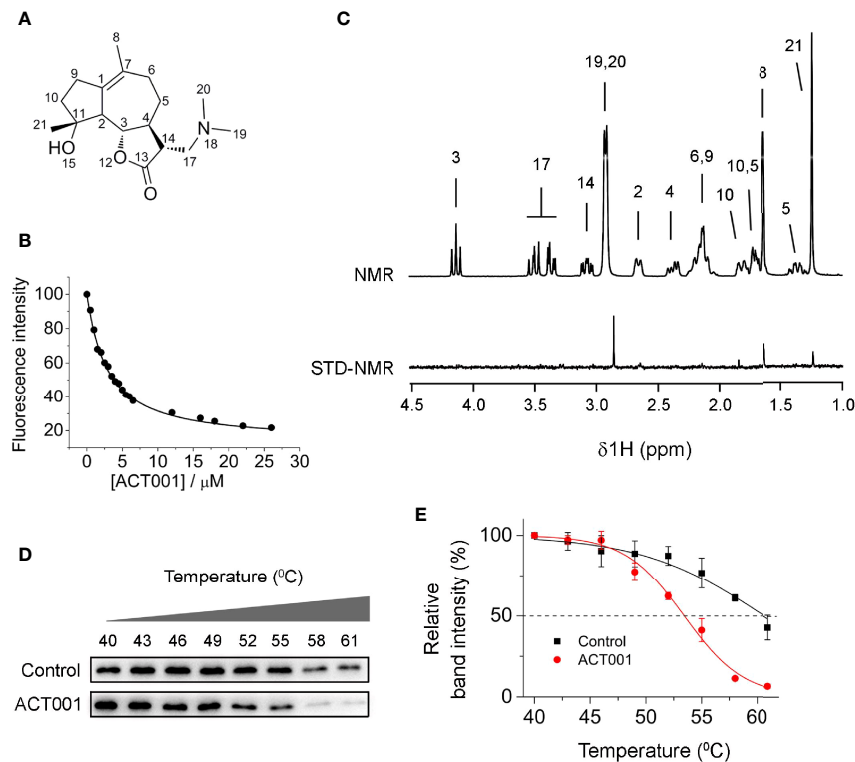 A
8
9
7
6
1
10
5
20
11
2
4
21
3
14
N
18
19
HO
15
12
O
13
17
O
B
Fluorescence intensity
100
80
60
40
20
0
5
10
15
20
25
30
[ACT001] / μM
C
19,20
21
8
3
17
14
2
4
6,9
10,5
10
5
NMR
STD-NMR
4.5
4.0
3.5
3.0
2.5
2.0
1.5
1.0
δ1H (ppm)
D
Temperature (⁰C)
40 43 46 49 52 55 58 61
Control
ACT001
E
Relative
band intensity (%)
100
50
0
Control
ACT001
40
45
50
55
60
Temperature (⁰C)